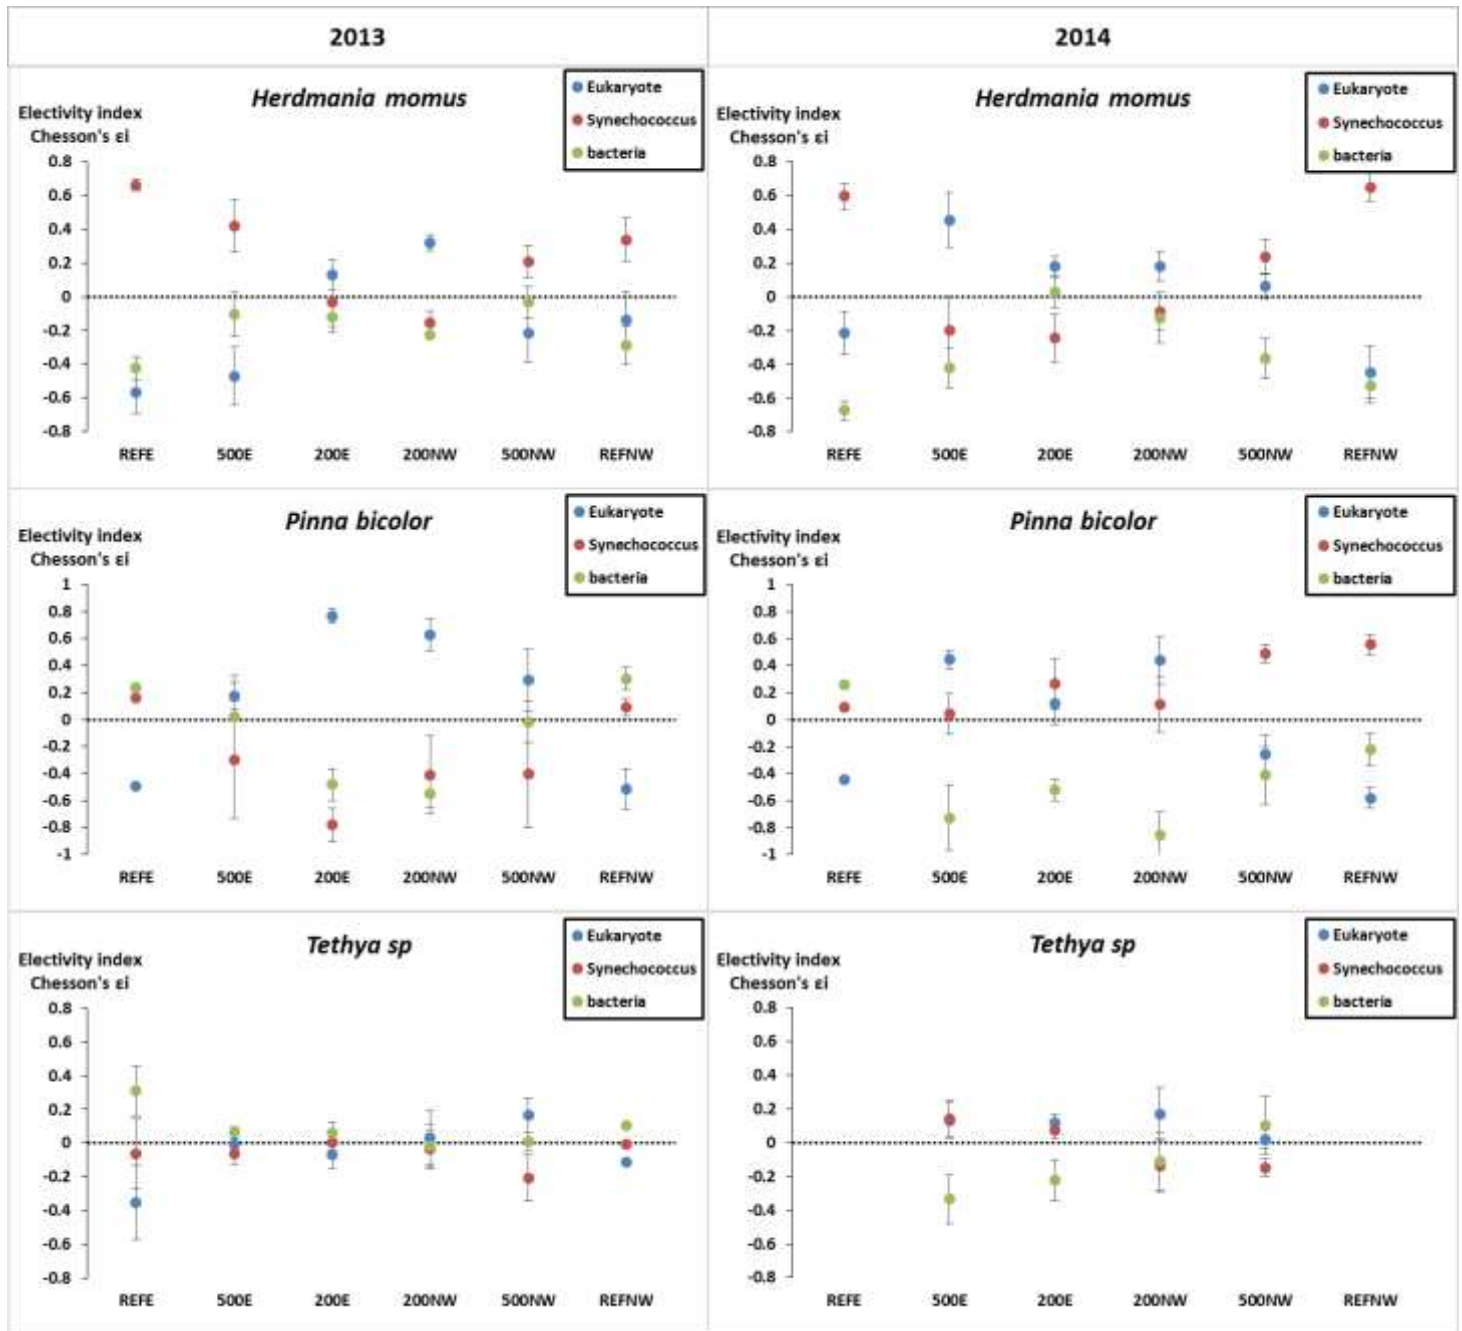 2013
2014
Herdmania momus
Electivity index
Chesson's εi
Eukaryote
Synechococcus
bacteria
0.8
0.6
0.4
0.2
0
-0.2
-0.4
-0.6
-0.8
REFE 500E 200E 200NW 500NW REFNW
Herdmania momus
Electivity index
Chesson's εi
Eukaryote
Synechococcus
bacteria
0.8
0.6
0.4
0.2
0
-0.2
-0.4
-0.6
-0.8
REFE 500E 200E 200NW 500NW REFNW
Pinna bicolor
Electivity index
Chesson's εi
Eukaryote
Synechococcus
bacteria
1
0.8
0.6
0.4
0.2
0
-0.2
-0.4
-0.6
-0.8
-1
REFE 500E 200E 200NW 500NW REFNW
Pinna bicolor
Electivity index
Chesson's εi
Eukaryote
Synechococcus
bacteria
1
0.8
0.6
0.4
0.2
0
-0.2
-0.4
-0.6
-0.8
-1
REFE 500E 200E 200NW 500NW REFNW
Tethya sp
Electivity index
Chesson's εi
Eukaryote
Synechococcus
bacteria
0.8
0.6
0.4
0.2
0
-0.2
-0.4
-0.6
-0.8
REFE 500E 200E 200NW 500NW REFNW
Tethya sp
Electivity index
Chesson's εi
Eukaryote
Synechococcus
bacteria
0.8
0.6
0.4
0.2
0
-0.2
-0.4
-0.6
-0.8
REFE 500E 200E 200NW 500NW REFNW